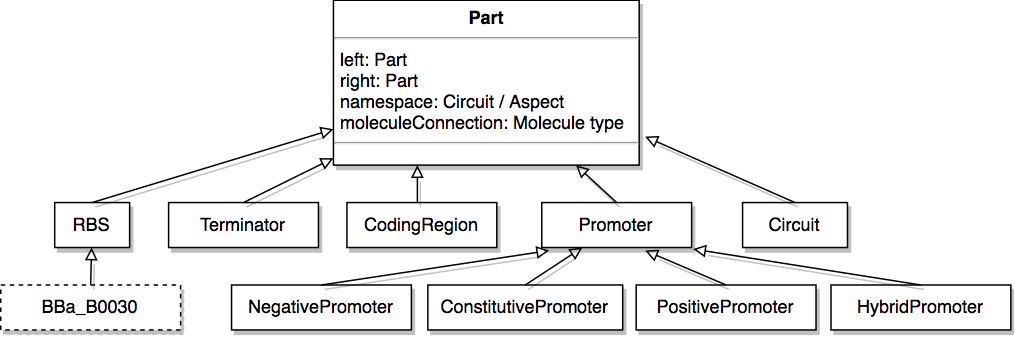 Part
left: Part
right: Part
namespace: Circuit / Aspect
moleculeConnection: Molecule type
RBS
Terminator
CodingRegion
Promoter
Circuit
BBa_B0030
NegativePromoter
ConstitutivePromoter
PositivePromoter
HybridPromoter